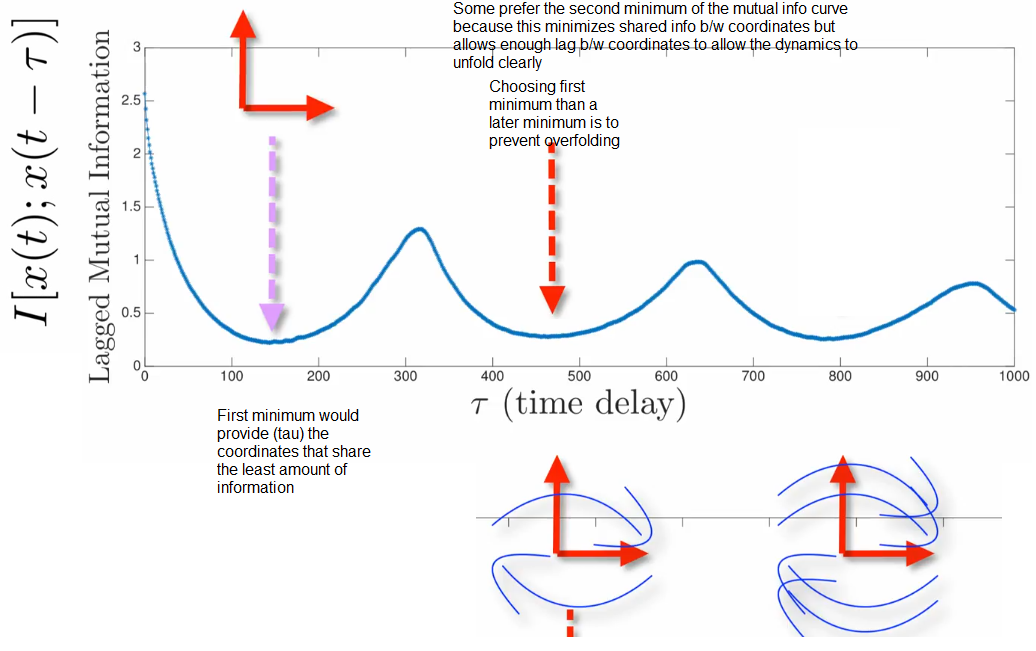 Some prefer the second minimum of the mutual info curve
because this minimizes shared info b/w coordinates but
allows enough lag b/w coordinates to allow the dynamics to
unfold clearly
Choosing first
minimum than a
later minimum is to
prevent overfolding
I[x(t); x(t − τ)]
Lagged Mutual Information
3
2.5
2
1.5
1
0.5
0
0 100 200 300 400 500 600 700 800 900 1000
τ (time delay)
First minimum would
provide (tau) the
coordinates that share
the least amount of
information